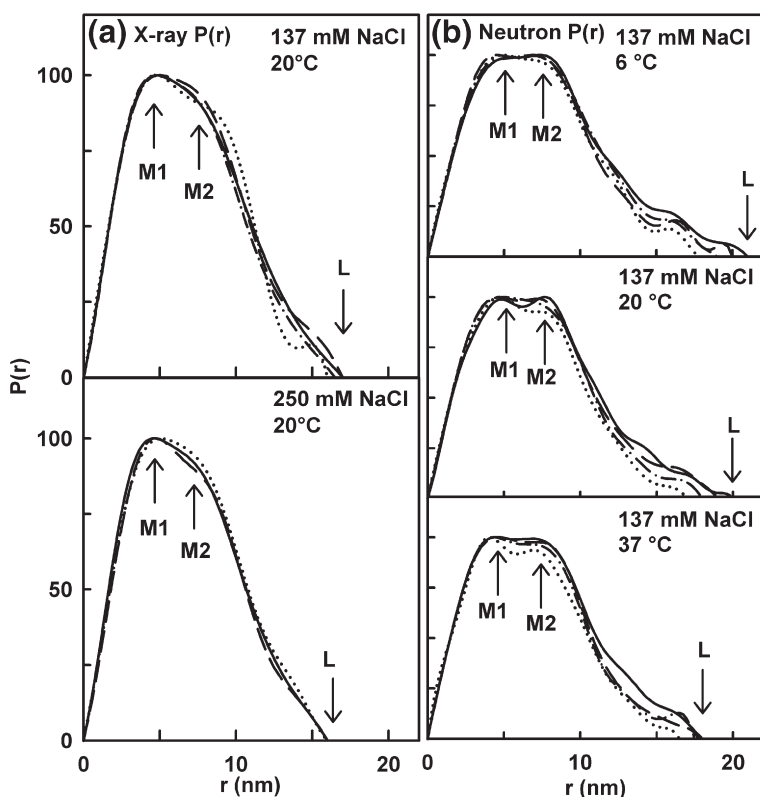 (a) X-ray P(r)
137 mM NaCl
20°C
100
M1
M2
50
L
0
250 mM NaCl
20°C
100
M1
M2
50
L
0
0
10
20
r (nm)
P(r)
(b) Neutron P(r)
137 mM NaCl
6 °C
M1
M2
L
137 mM NaCl
20 °C
M1
M2
L
137 mM NaCl
37 °C
M1
M2
L
0
10
20
r (nm)